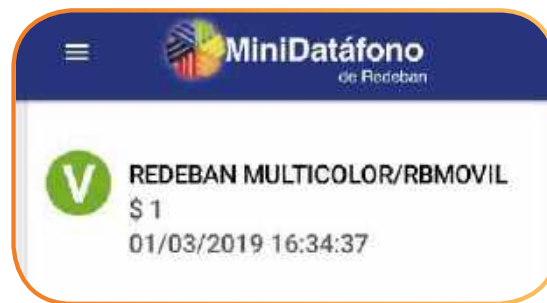 MiniDatáfono
de Redeban
V
REDEBAN MULTICOLOR/RBMOVIL
$ 1
01/03/2019 16:34:37